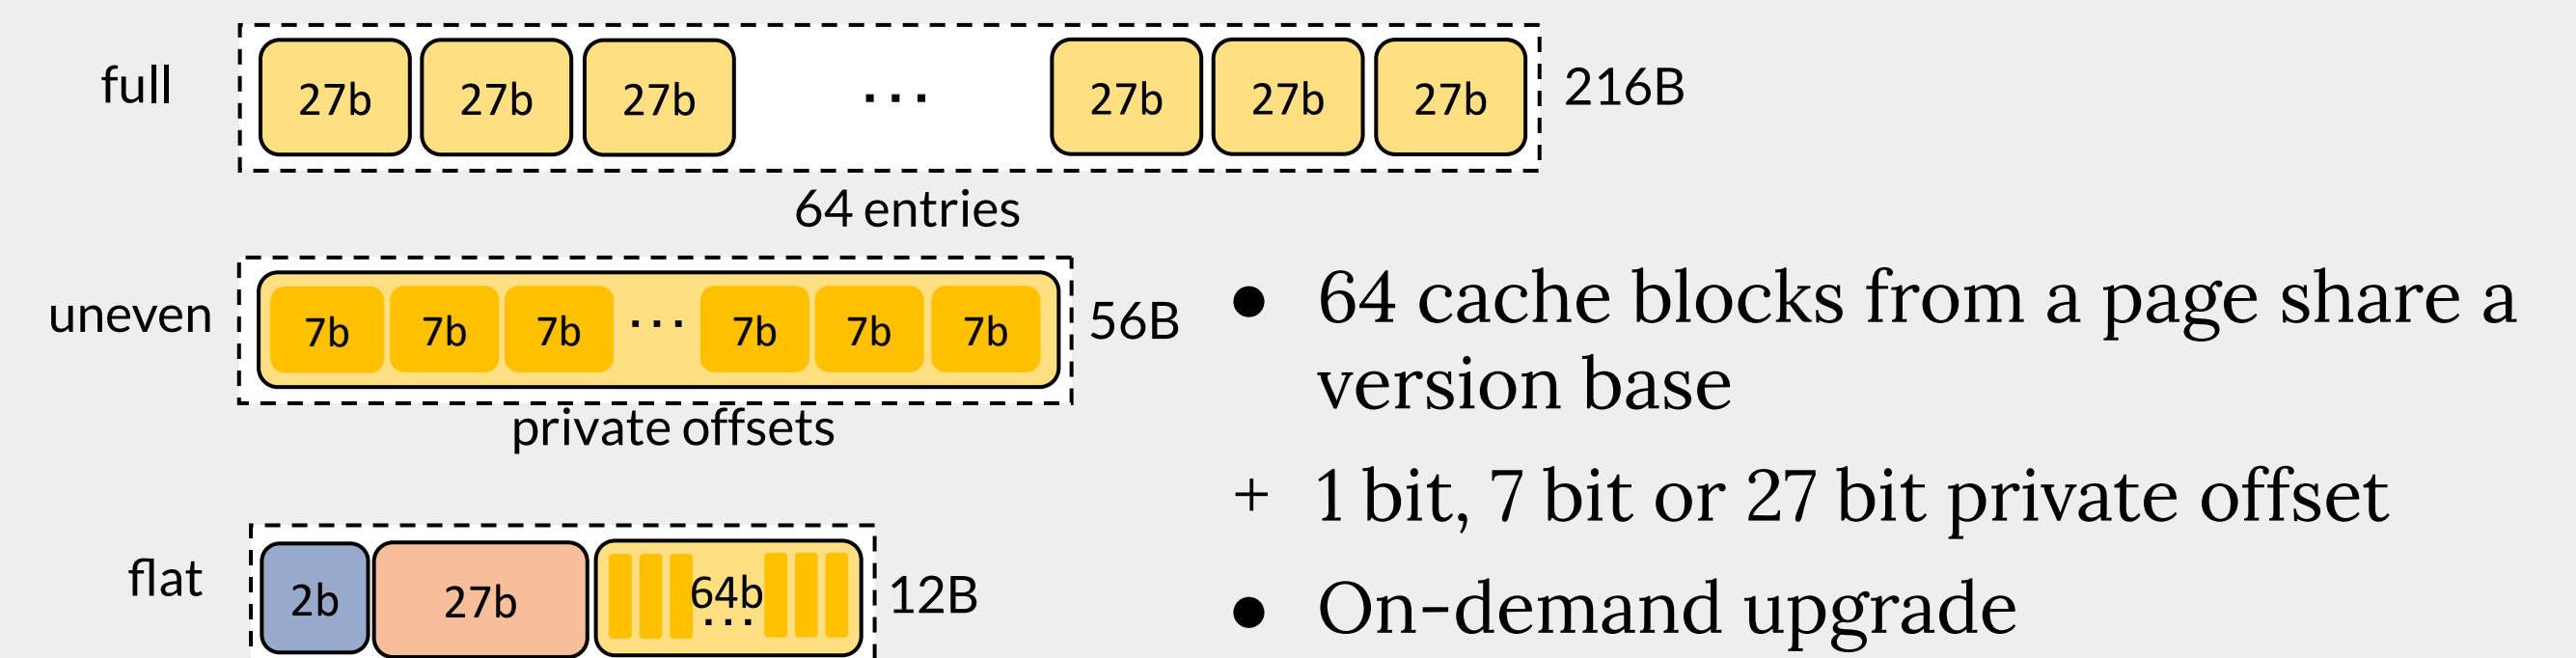 full 27b 27b 27b ... 27b 27b 27b 216B
64 entries
uneven 7b 7b 7b ... 7b 7b 7b 56B
private offsets
flat 2b 27b 64b ... 12B
● 64 cache blocks from a page share a
version base
+ 1 bit, 7 bit or 27 bit private offset
● On-demand upgrade